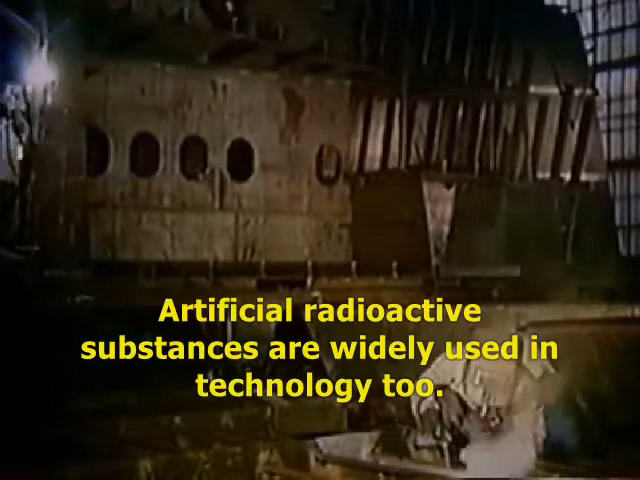 Artificial radioactive
substances are widely used in
technology too.